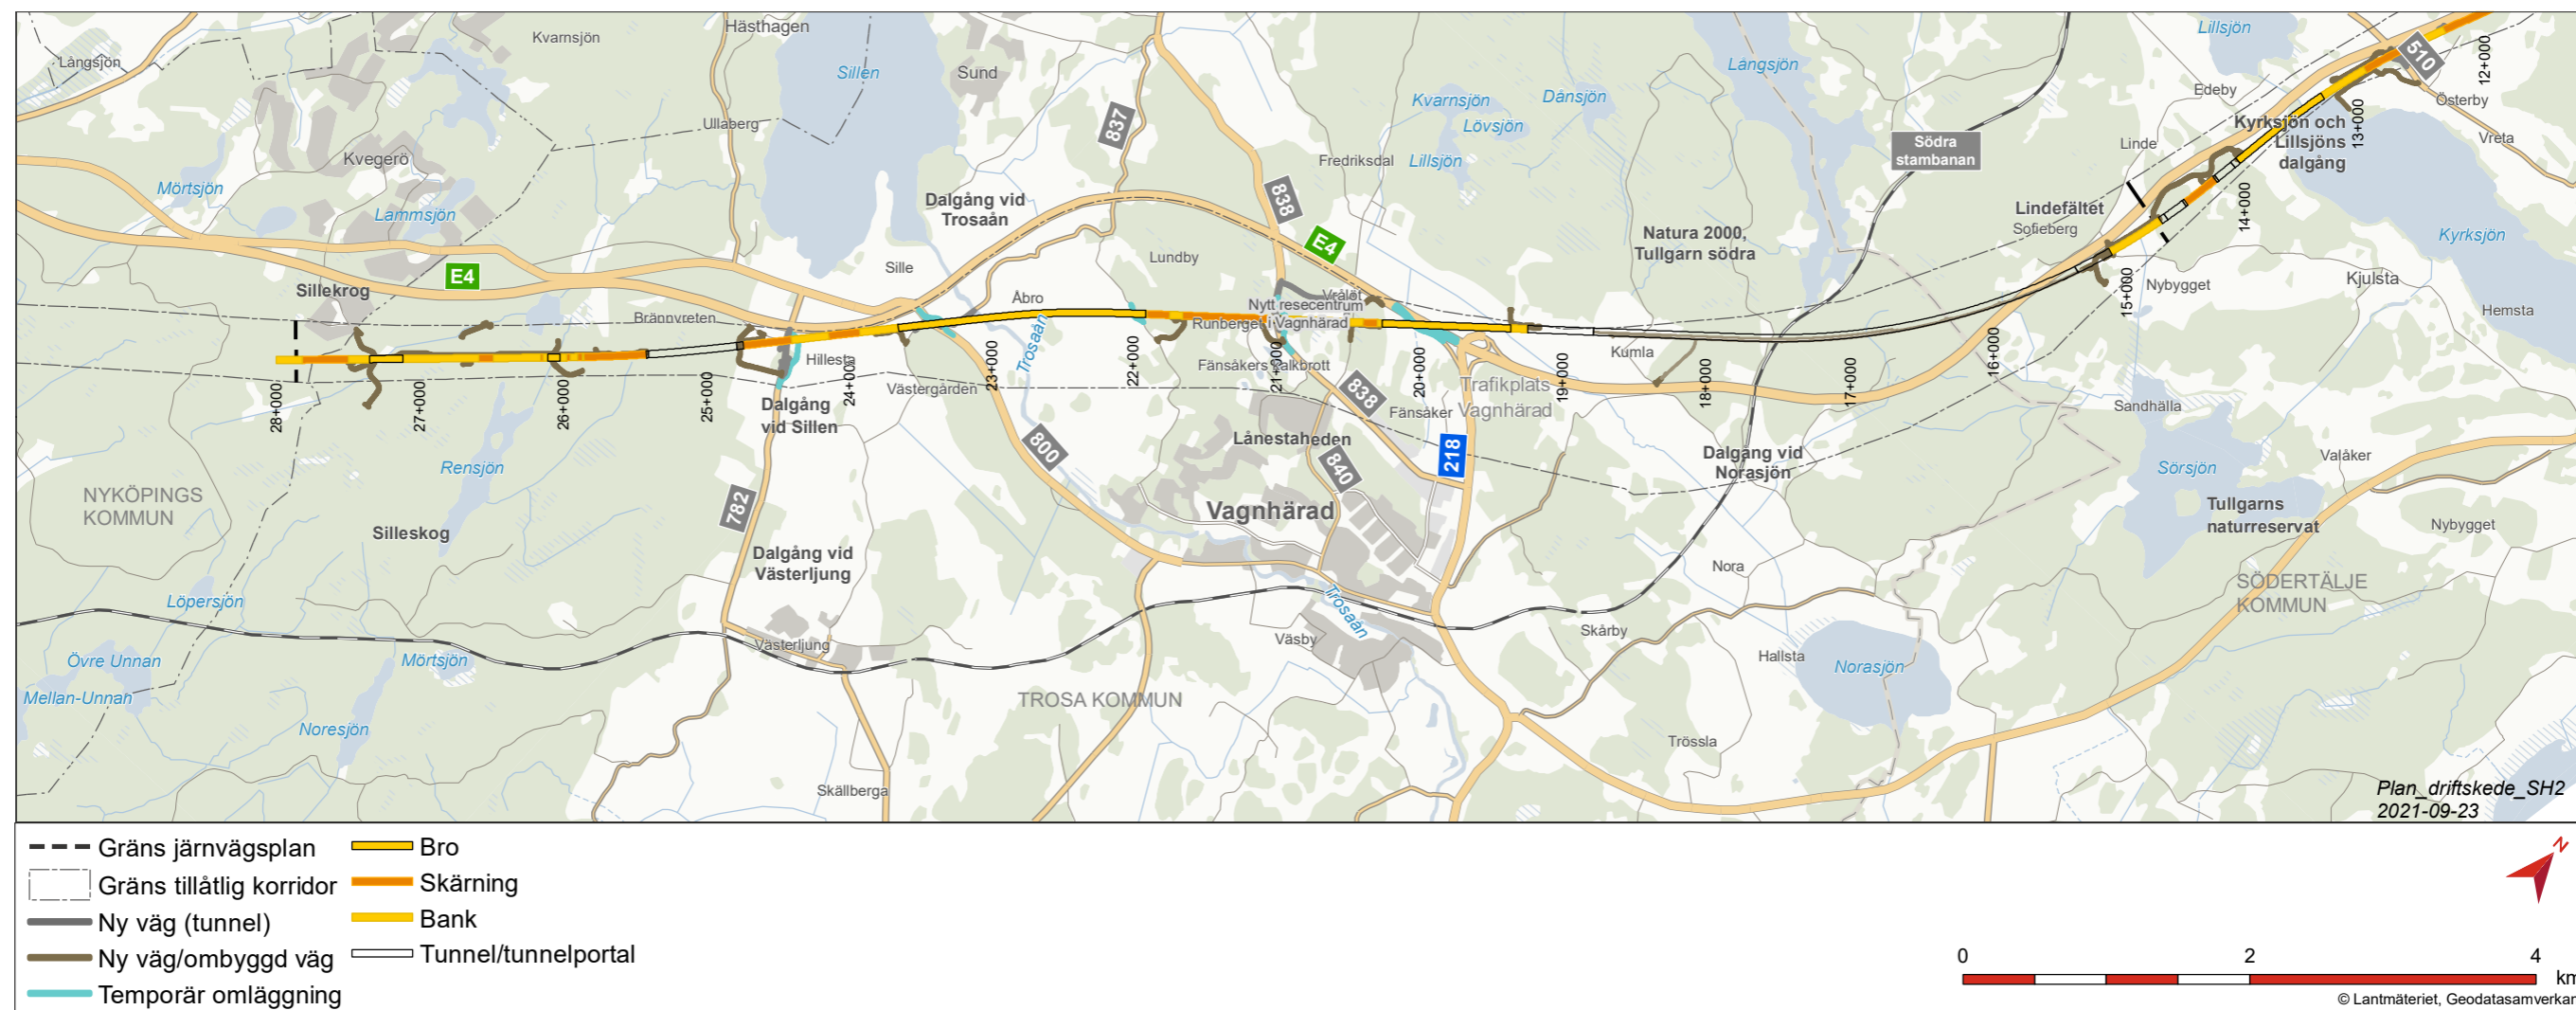 Hästhagen
Kvarnsjön
Långsjön
Sillen
Sund
Ullaberg
837
Kvegerö
Mörtsjön
Lammsjön
Dalgång vid
Trosaån
838
E4
Fredriksdal
Kvarnsjön
Lövsjön
Lillsjön
Dånsjön
Långsjön
Södra
stambanan
Lillsjön
510
12+000
Edeby
Österby
13+000
Kyrksjön och
Lillsjöns
dalgång
Vreta
Linde
14+000
Lindefältet
Sofieberg
Kyrksjön
Natura 2000,
Tullgarn södra
Sille
Lundby
E4
Sillekrog
Åbro
Brännvreten
Vrålöt
Nytt resecentrum
i Vagnhärad
Runberget
Nybygget
Kjulsta
Hemsta
15+000
16+000
Hillesta
Fänsåkers kalkbrott
Kumla
28+000
27+000
26+000
25+000
24+000
23+000
Trosaån
22+000
21+000
20+000
19+000
18+000
17+000
Västergården
Dalgång
vid Sillen
838
Fänsåker
Trafikplats
Vagnhärad
Sandhälla
800
Lånestaheden
840
218
Dalgång vid
Norasjön
Rensjön
Sörsjön
Valåker
NYKÖPINGS
KOMMUN
782
Silleskog
Vagnhärad
Tullgarns
naturreservat
Nybygget
Dalgång vid
Västerljung
Nora
SÖDERTÄLJE
KOMMUN
Löpersjön
Trosaån
Skårby
Västerljung
Väsby
Hallsta
Norasjön
Övre Unnan
Mörtsjön
Mellan-Unnan
TROSA KOMMUN
Noresjön
Trössla
Skällberga
Plan_driftskede_SH2
2021-09-23
Gräns järnvägsplan
Gräns tillåtlig korridor
Ny väg (tunnel)
Ny väg/ombyggd väg
Temporär omläggning
Bro
Skärning
Bank
Tunnel/tunnelportal
N
0 2 4
km
© Lantmäteriet, Geodatasamverkan